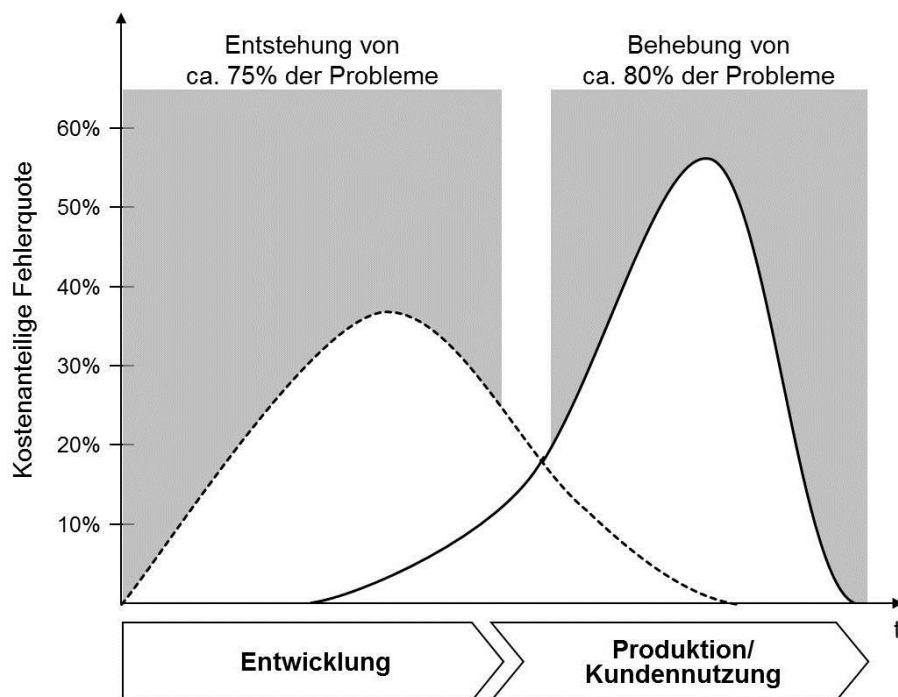 Entstehung von
ca. 75% der Probleme
Behebung von
ca. 80% der Probleme
Kostenanteilige Fehlerquote
60%
50%
40%
30%
20%
10%
t
Entwicklung
Produktion/
Kundennutzung